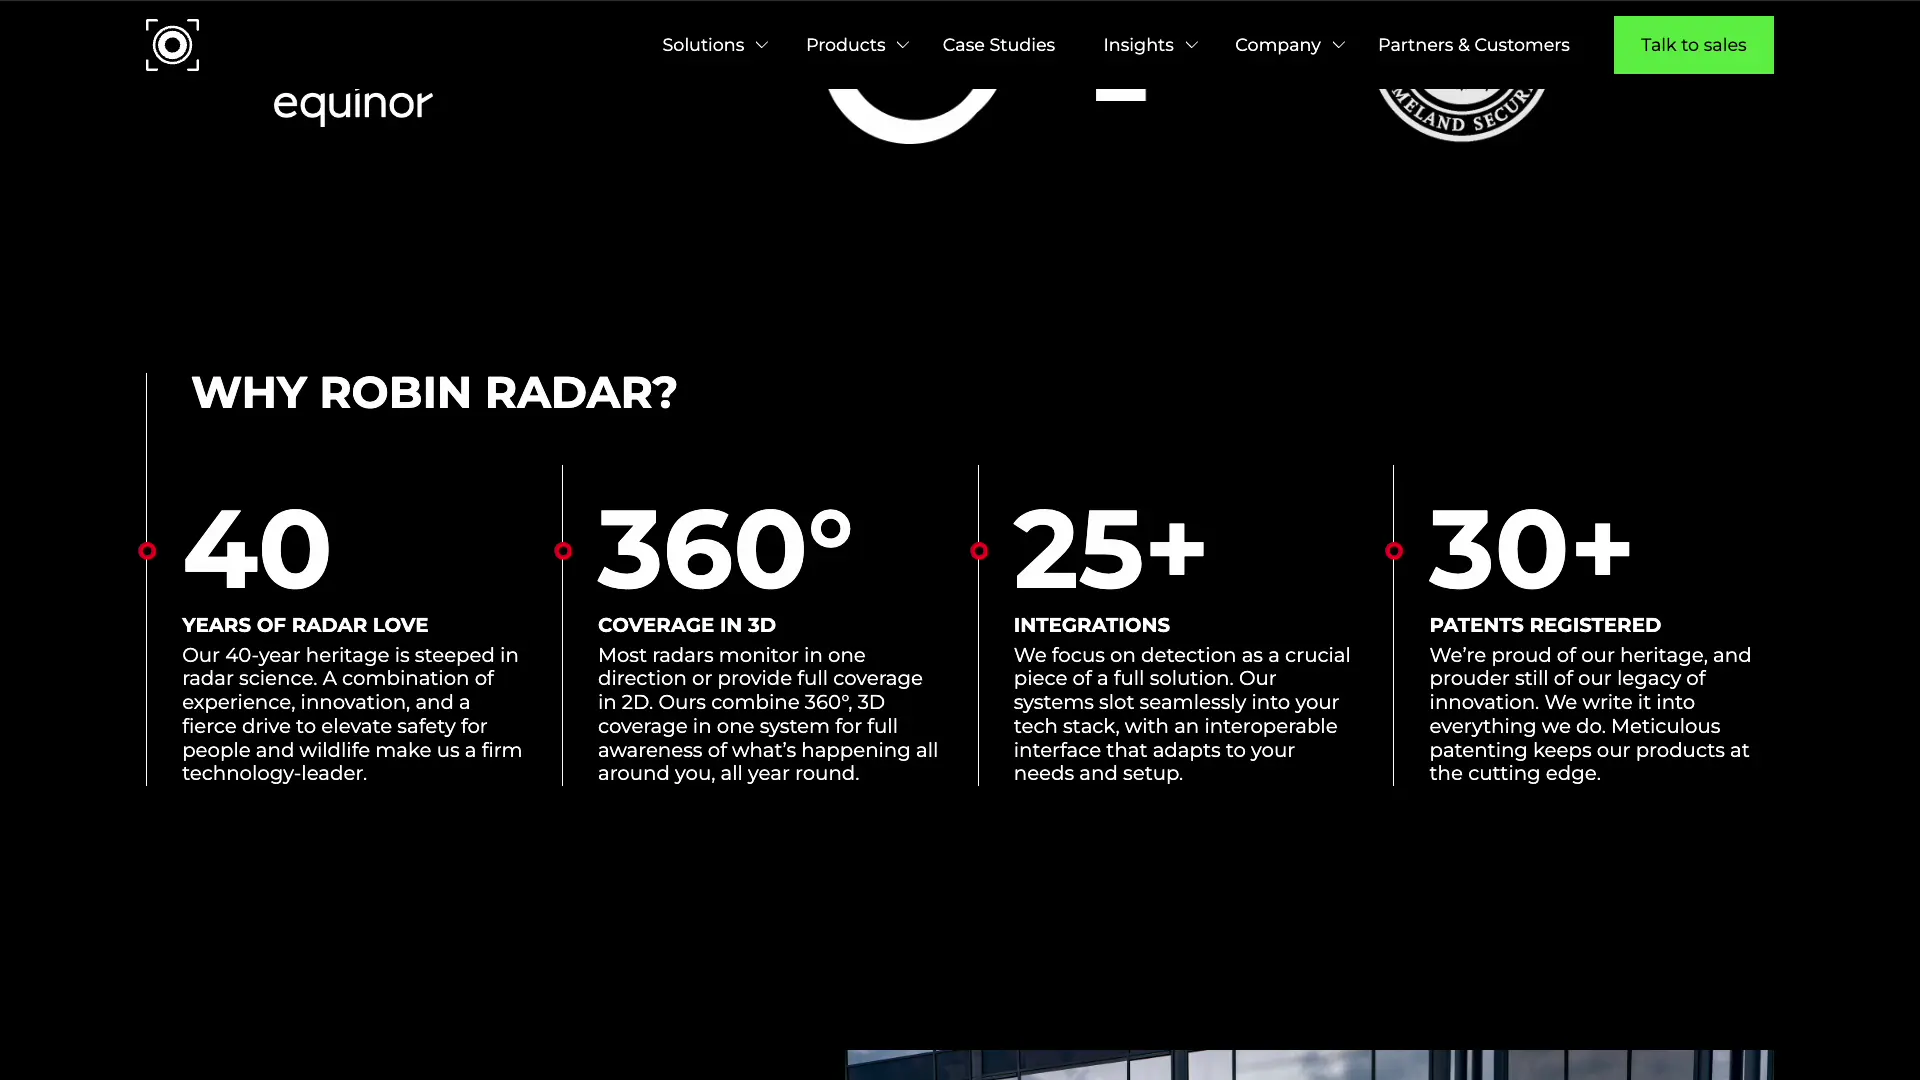 Solutions
Products
Case Studies
Insights
Company
Partners & Customers
Talk to sales
equinor
SECUR
WHY ROBIN RADAR?
40
YEARS OF RADAR LOVE
Our 40-year heritage is steeped in
radar science. A combination of
experience, innovation, and a
fierce drive to elevate safety for
people and wildlife make us a firm
technology-leader.
360°
COVERAGE IN 3D
Most radars monitor in one
direction or provide full coverage
in 2D. Ours combine 360°, 3D
coverage in one system for full
awareness of what’s happening all
around you, all year round.
25+
INTEGRATIONS
We focus on detection as a crucial
piece of a full solution. Our
systems slot seamlessly into your
tech stack, with an interoperable
interface that adapts to your
needs and setup.
30+
PATENTS REGISTERED
We’re proud of our heritage, and
prouder still of our legacy of
innovation. We write it into
everything we do. Meticulous
patenting keeps our products at
the cutting edge.